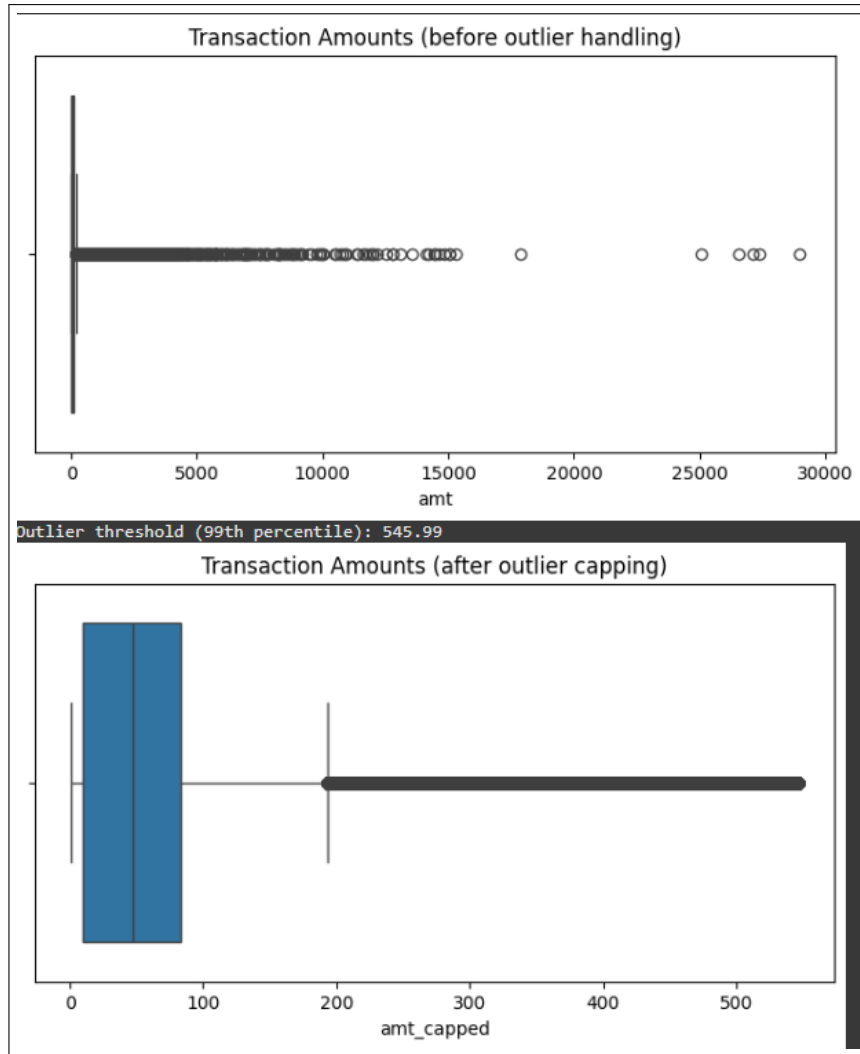 Transaction Amounts (before outlier handling)
0 5000 10000 15000 20000 25000 30000
amt
Outlier threshold (99th percentile): 545.99
Transaction Amounts (after outlier capping)
0 100 200 300 400 500
amt_capped